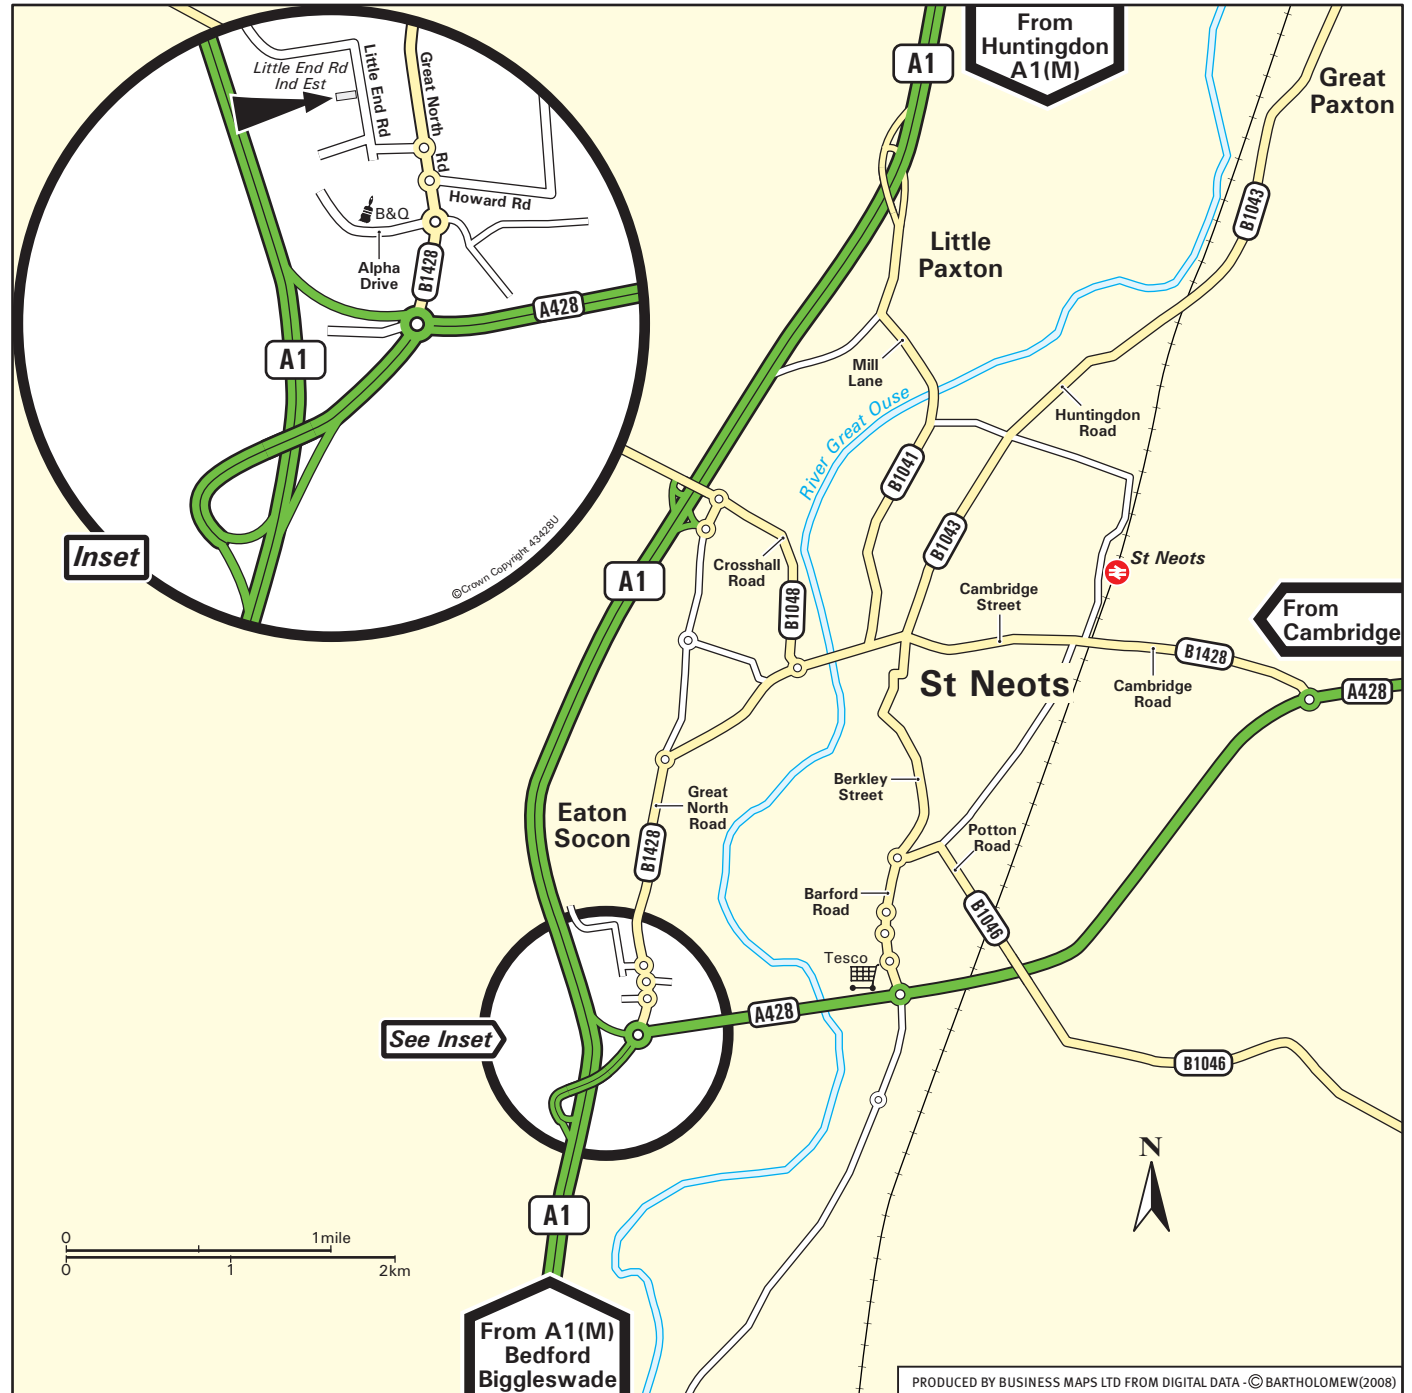 From
Huntingdon
A1(M)
A1
Great
Paxton
Little End Rd
Ind Est
Little End Rd
Great North Rd
Howard Rd
B&Q
Alpha
Drive
B1428
A428
A1
Inset
©Crown Copyright 43428U
B1043
Little
Paxton
Mill
Lane
River Great Ouse
Huntingdon
Road
B1041
B1043
A1
Crosshall
Road
B1048
Cambridge
Street
St Neots
From
Cambridge
B1428
St Neots
Cambridge
Road
A428
Berkley
Street
Great
North
Road
Eaton
Socon
B1428
Potton
Road
Barford
Road
B1046
Tesco
A428
See Inset
B1046
N
A1
0 1mile
0 1 2km
From A1(M)
Bedford
Biggleswade
PRODUCED BY BUSINESS MAPS LTD FROM DIGITAL DATA - © BARTHOLOMEW(2008)